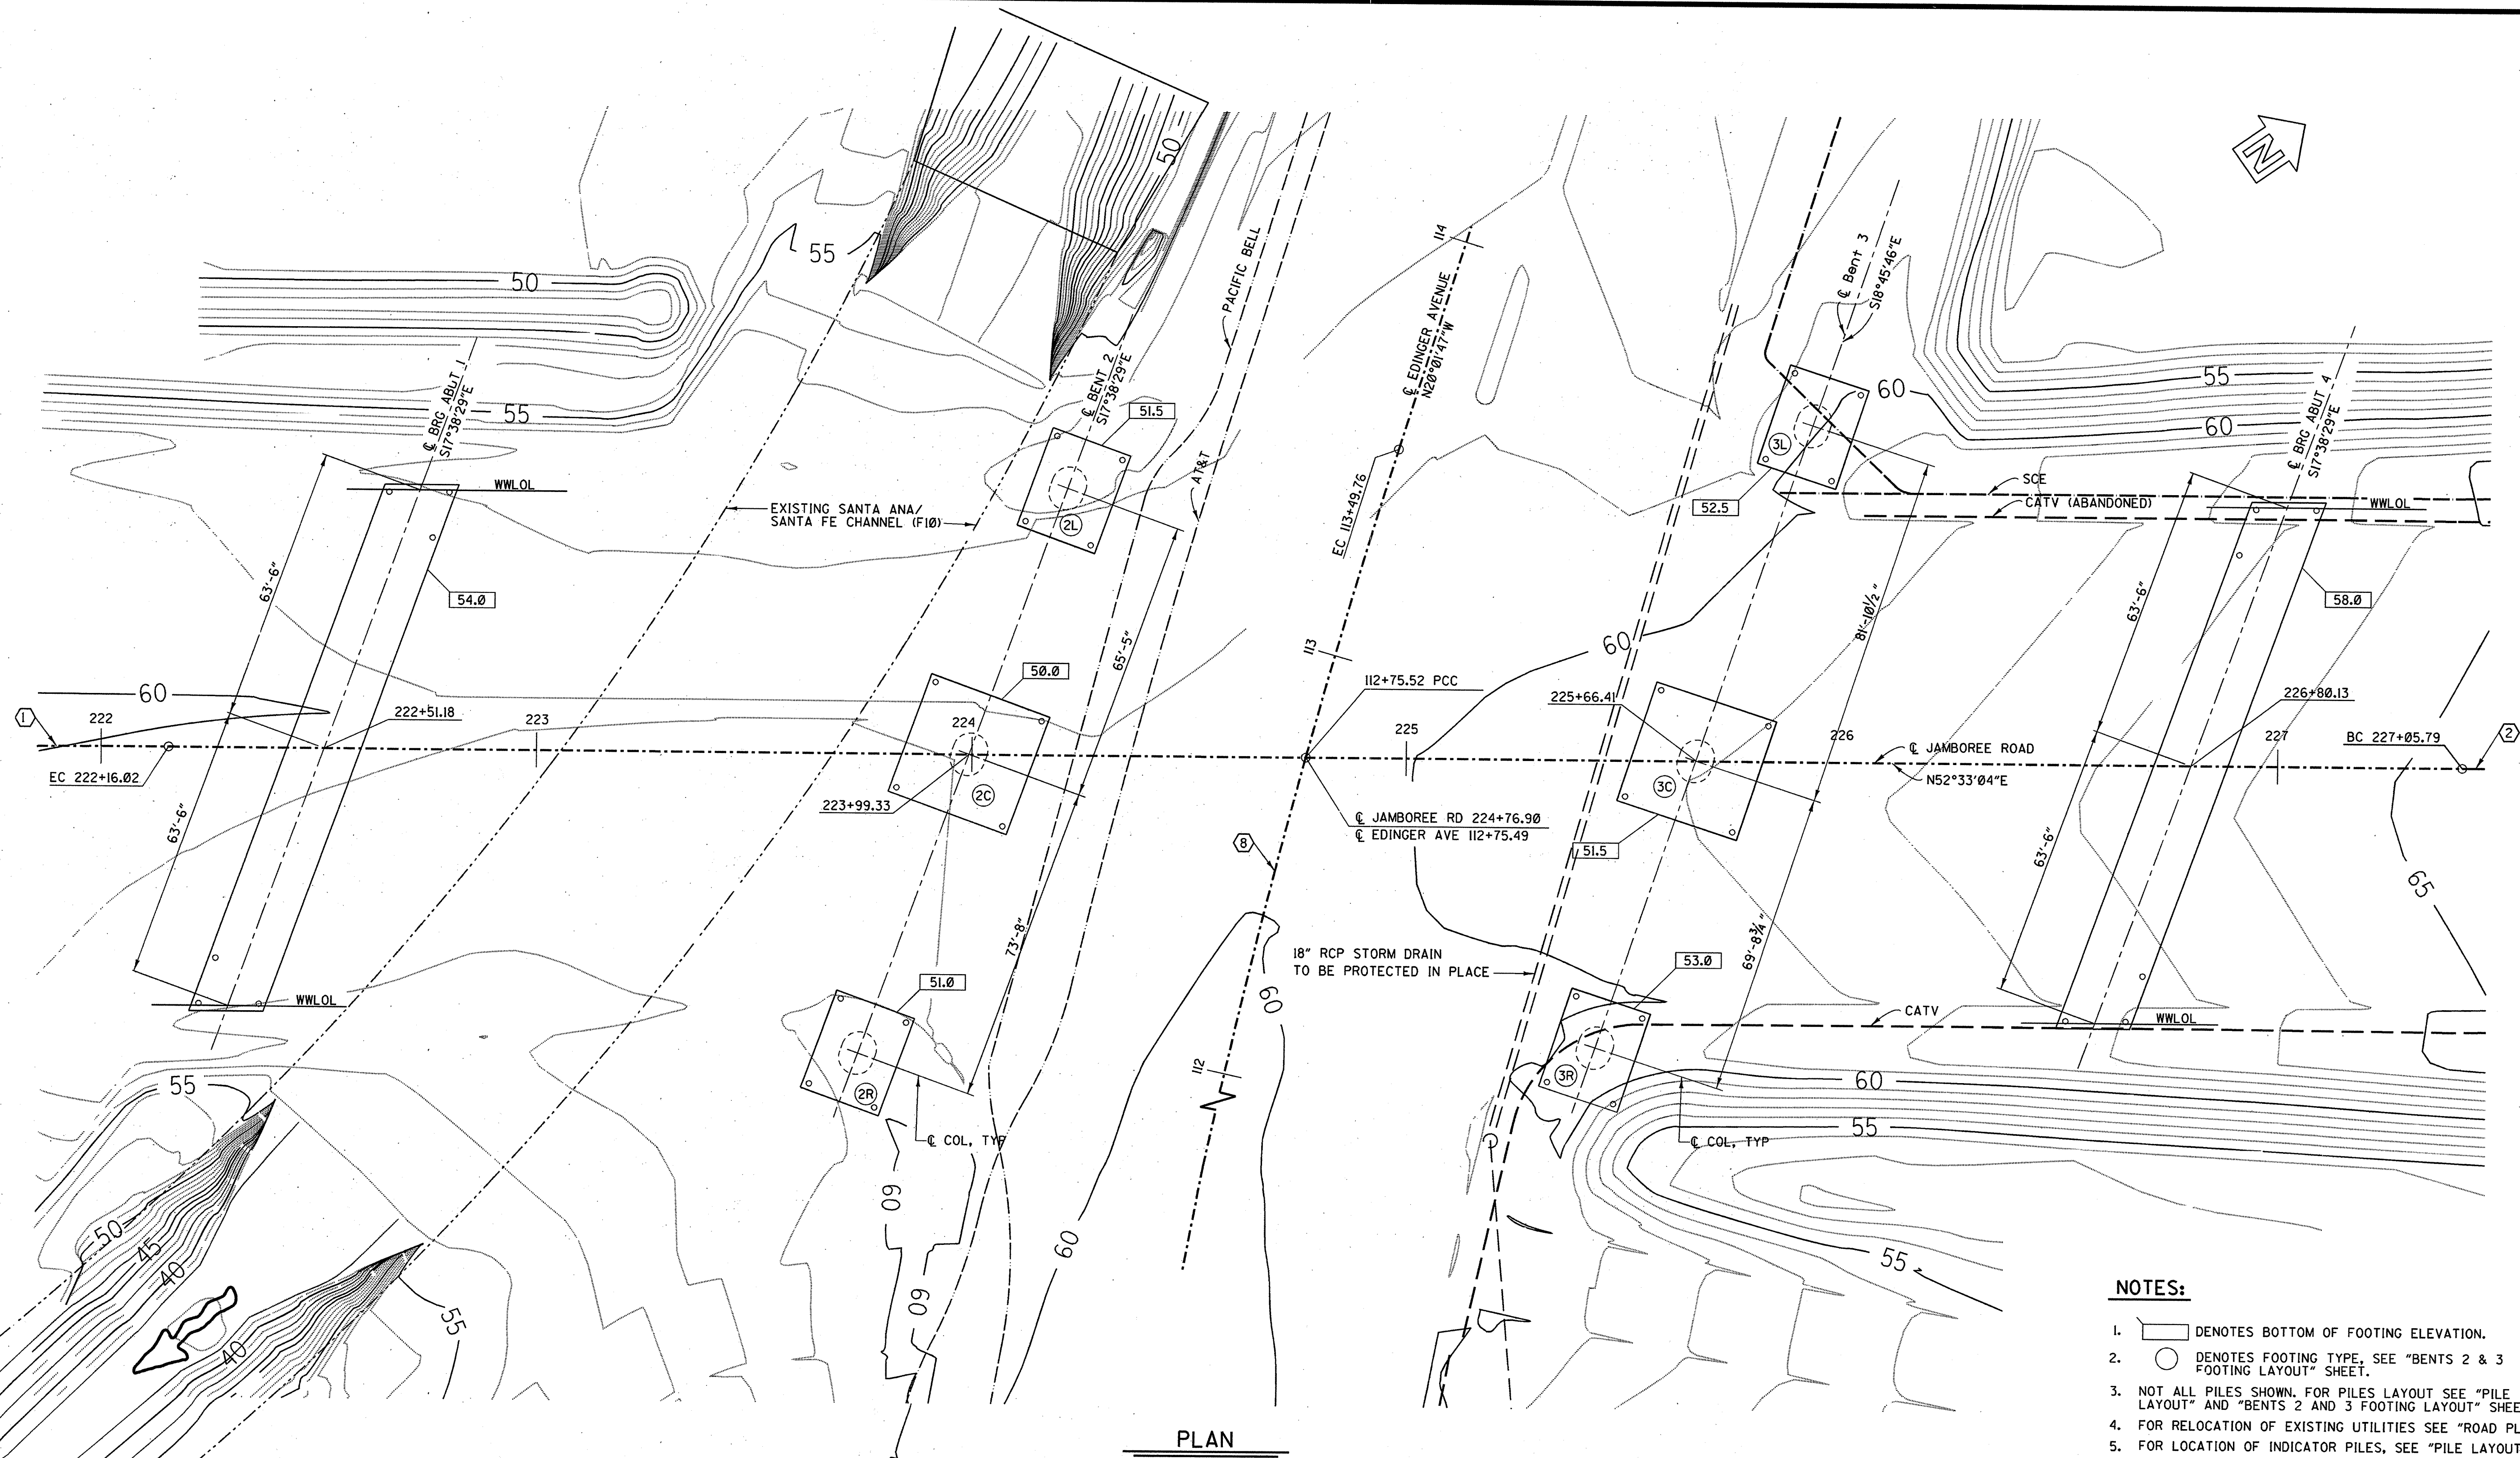 50
N
114
55
PACIFIC BELL
℄ Bent 3
S18°45'46"E
50
℄ EDINGER AVENUE
N20°01'47"W
℄ BRG ABUT 1
S17°38'29"E
55
℄ BENT 2
S17°38'29"E
51.5
60
55
60
℄ BRG ABUT 4
S17°38'29"E
3L
AT&T
WWLOL
SCE
CATV (ABANDONED)
WWLOL
EXISTING SANTA ANA/
SANTA FE CHANNEL (F10)
2L
EC 113+49.76
52.5
63'-6"
54.0
65'-5"
81'-10½"
63'-6"
58.0
113
60
50.0
112+75.52 PCC
225+66.41
226+80.13
60
1
222
222+51.18
223
224
225
226
℄ JAMBOREE ROAD
227
BC 227+05.79
2
EC 222+16.02
N52°33'04"E
2C
3C
223+99.33
63'-6"
℄ JAMBOREE RD 224+76.90
℄ EDINGER AVE 112+75.49
8
51.5
63'-6"
65
73'-8"
69'-8¾"
18" RCP STORM DRAIN
TO BE PROTECTED IN PLACE
53.0
51.0
60
WWLOL
CATV
WWLOL
112
55
2R
3R
60
℄ COL, TYP
℄ COL, TYP
55
60
50
45
40
60
55
60
55
40
NOTES:
1. DENOTES BOTTOM OF FOOTING ELEVATION.
2. DENOTES FOOTING TYPE, SEE "BENTS 2 & 3
FOOTING LAYOUT" SHEET.
3. NOT ALL PILES SHOWN. FOR PILES LAYOUT SEE "PILE
LAYOUT" AND "BENTS 2 AND 3 FOOTING LAYOUT" SHEE
4. FOR RELOCATION OF EXISTING UTILITIES SEE "ROAD PL
5. FOR LOCATION OF INDICATOR PILES, SEE "PILE LAYOUT
PLAN